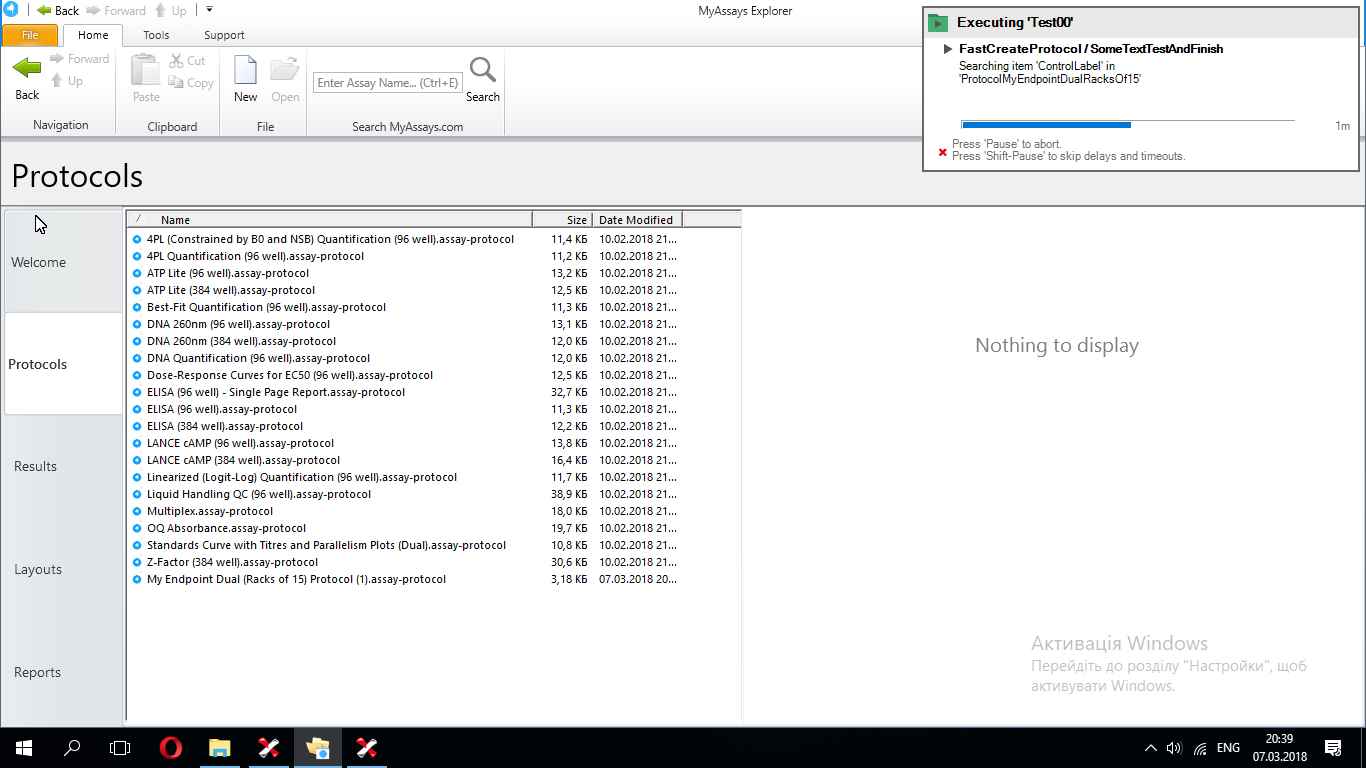 Back Forward Up
MyAssays Explorer
File Home Tools Support
Back
Forward
Up
Navigation
Paste
Cut
Copy
Clipboard
New
Open
File
Enter Assay Name... (Ctrl+E)
Search
Search MyAssays.com
Executing 'Test00'
FastCreateProtocol / SomeTextTestAndFinish
Searching item 'ControlLabel' in
'ProtocolMyEndpointDualRacksOf15'
1m
Press 'Pause' to abort.
Press 'Shift-Pause' to skip delays and timeouts.
Protocols
Welcome
Protocols
Results
Layouts
Reports
Name Size Date Modified
4PL (Constrained by B0 and NSB) Quantification (96 well).assay-protocol 11,4 КБ 10.02.2018 21...
4PL Quantification (96 well).assay-protocol 11,2 КБ 10.02.2018 21...
ATP Lite (96 well).assay-protocol 13,2 КБ 10.02.2018 21...
ATP Lite (384 well).assay-protocol 12,5 КБ 10.02.2018 21...
Best-Fit Quantification (96 well).assay-protocol 11,3 КБ 10.02.2018 21...
DNA 260nm (96 well).assay-protocol 13,1 КБ 10.02.2018 21...
DNA 260nm (384 well).assay-protocol 12,0 КБ 10.02.2018 21...
DNA Quantification (96 well).assay-protocol 12,0 КБ 10.02.2018 21...
Dose-Response Curves for EC50 (96 well).assay-protocol 12,5 КБ 10.02.2018 21...
ELISA (96 well) - Single Page Report.assay-protocol 32,7 КБ 10.02.2018 21...
ELISA (96 well).assay-protocol 11,3 КБ 10.02.2018 21...
ELISA (384 well).assay-protocol 12,2 КБ 10.02.2018 21...
LANCE cAMP (96 well).assay-protocol 13,8 КБ 10.02.2018 21...
LANCE cAMP (384 well).assay-protocol 16,4 КБ 10.02.2018 21...
Linearized (Logit-Log) Quantification (96 well).assay-protocol 11,7 КБ 10.02.2018 21...
Liquid Handling QC (96 well).assay-protocol 38,9 КБ 10.02.2018 21...
Multiplex.assay-protocol 18,0 КБ 10.02.2018 21...
OQ Absorbance.assay-protocol 19,7 КБ 10.02.2018 21...
Standards Curve with Titres and Parallelism Plots (Dual).assay-protocol 10,8 КБ 10.02.2018 21...
Z-Factor (384 well).assay-protocol 30,6 КБ 10.02.2018 21...
My Endpoint Dual (Racks of 15) Protocol (1).assay-protocol 3,18 КБ 07.03.2018 20...
Nothing to display
Активація Windows
Перейдіть до розділу "Настройки", щоб
активувати Windows.
ENG
20:39
07.03.2018